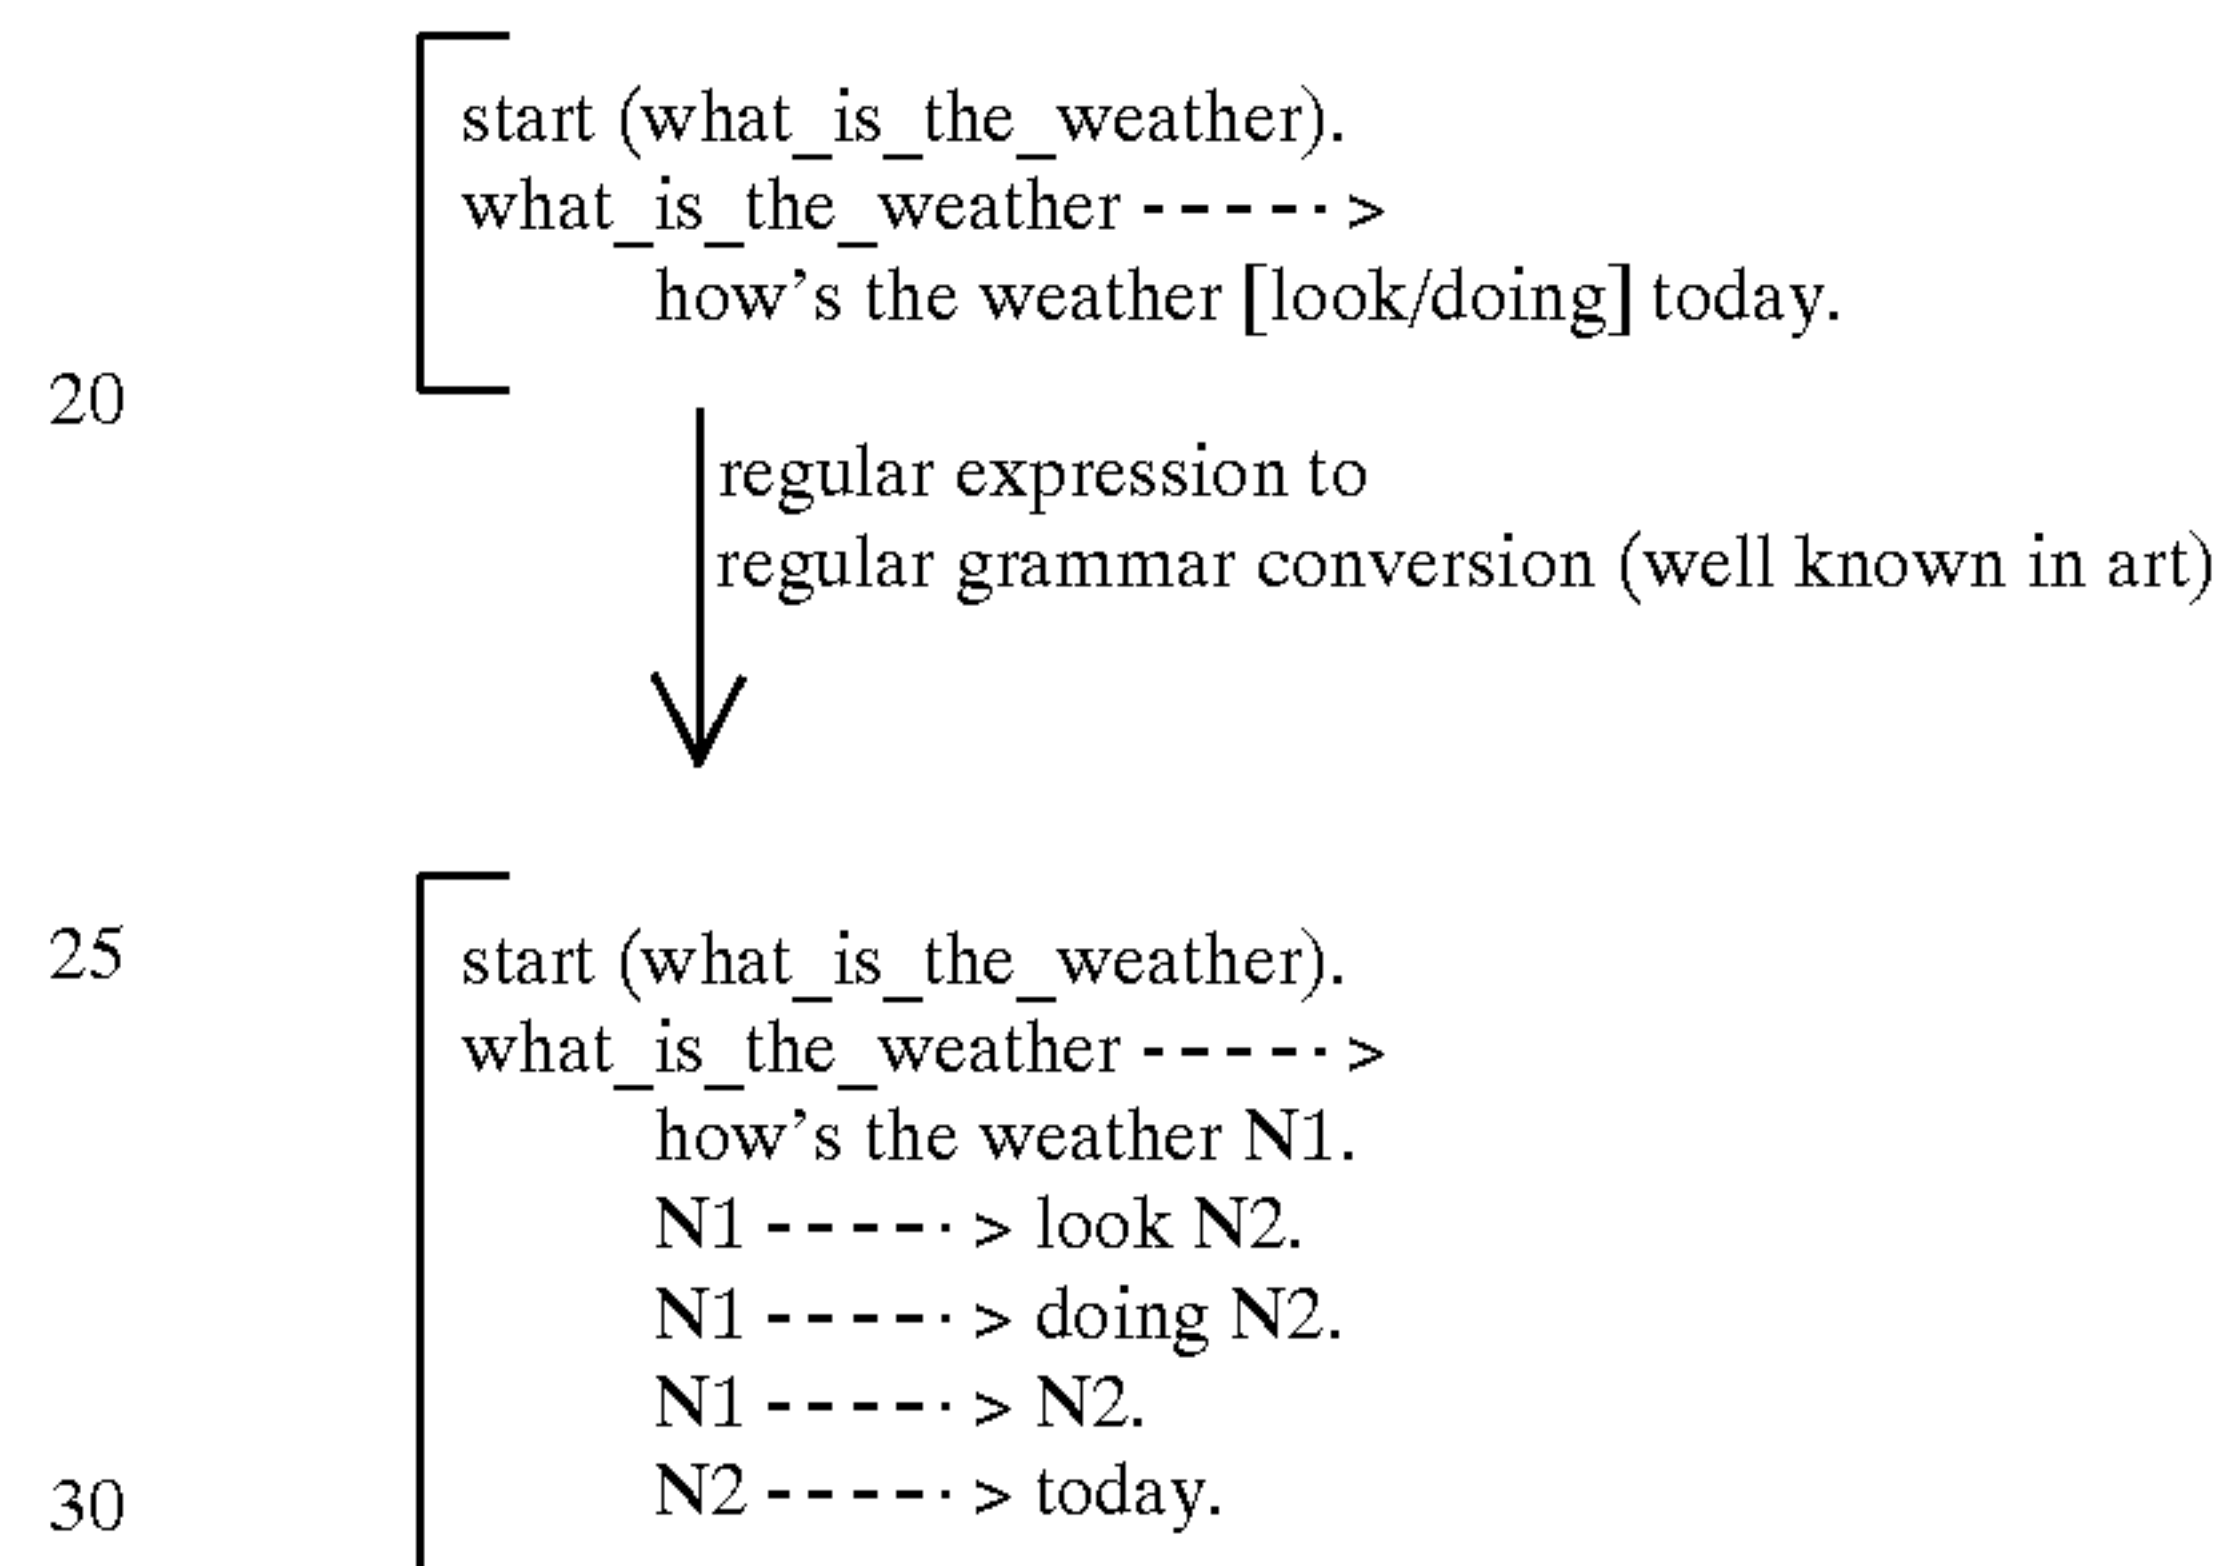 start (what_is_the_weather).
what_is_the_weather - - - - - >
how’s the weather [look/doing] today.
20
regular expression to
regular grammar conversion (well known in art)
25
start (what_is_the_weather).
what_is_the_weather - - - - - >
how’s the weather N1.
N1 - - - - - > look N2.
N1 - - - - - > doing N2.
N1 - - - - - > N2.
30
N2 - - - - - > today.